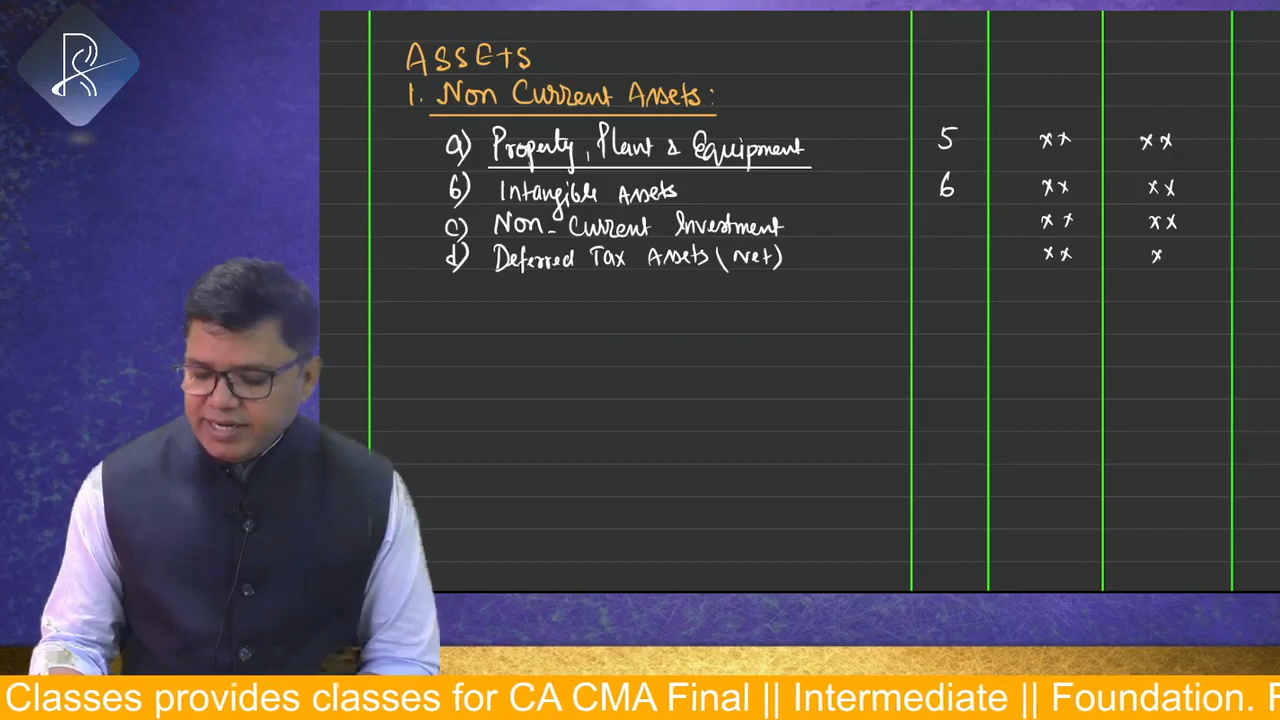 RS
ASSETS
1. Non Current Assets:
a) Property, Plant & Equipment 5 xx xx
b) Intangible Assets 6 xx xx
c) Non-Current Investment xx xx
d) Deferred Tax Assets (Net) xx x
Classes provides classes for CA CMA Final || Intermediate || Foundation. F